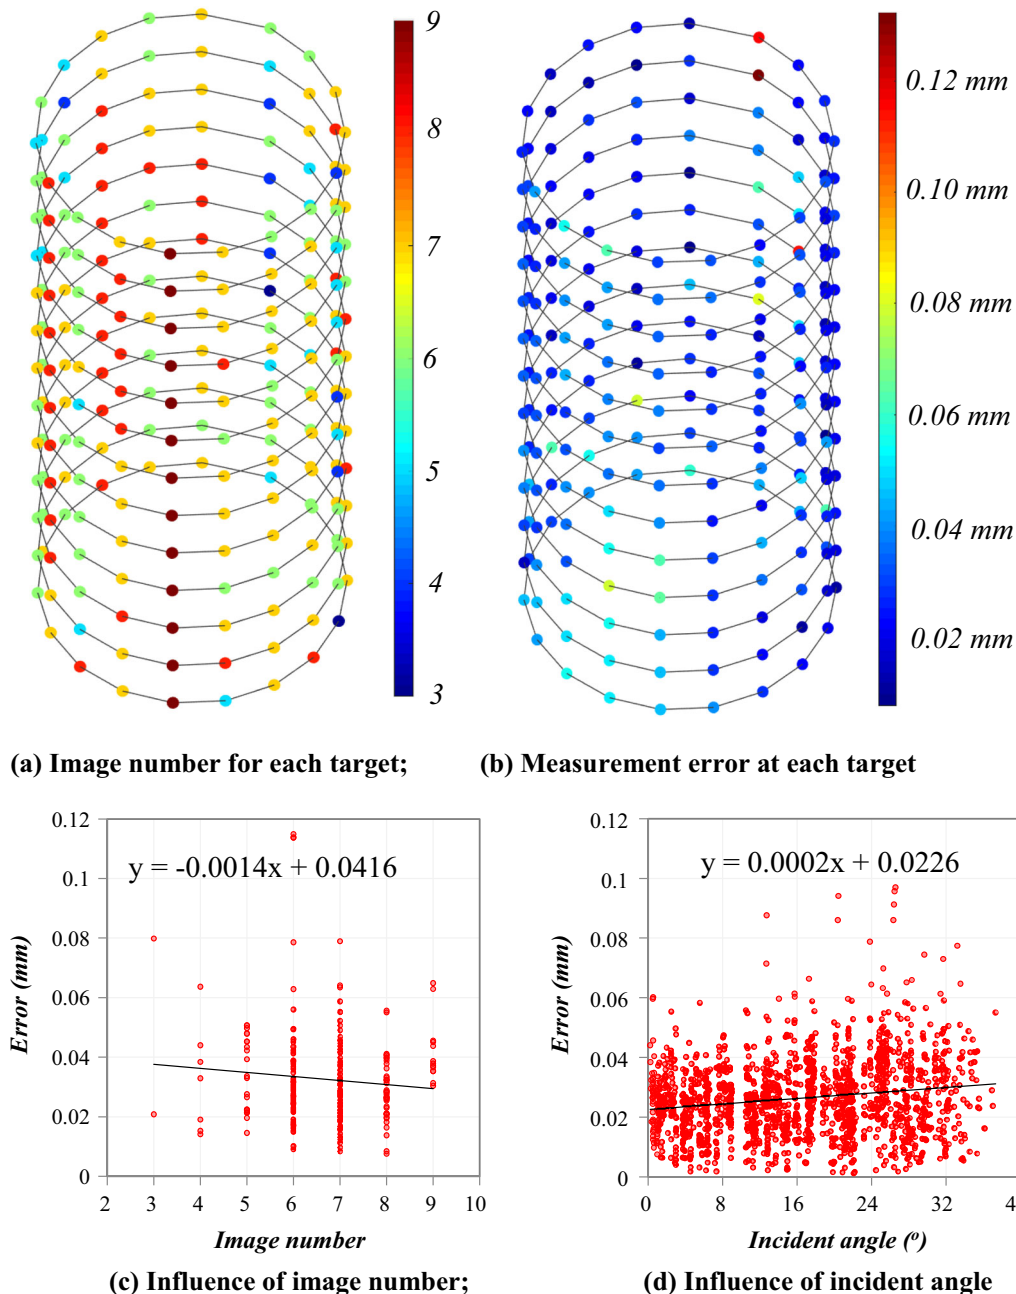 9
8
7
6
5
4
3
0.12 mm
0.10 mm
0.08 mm
0.06 mm
0.04 mm
0.02 mm
(a) Image number for each target;
(b) Measurement error at each target
0.12
0.1
0.08
0.06
0.04
0.02
0
Error (mm)
y = -0.0014x + 0.0416
2 3 4 5 6 7 8 9 10
Image number
(c) Influence of image number;
0.12
0.1
0.08
0.06
0.04
0.02
0
Error (mm)
y = 0.0002x + 0.0226
0 8 16 24 32 4
Incident angle (º)
(d) Influence of incident angle